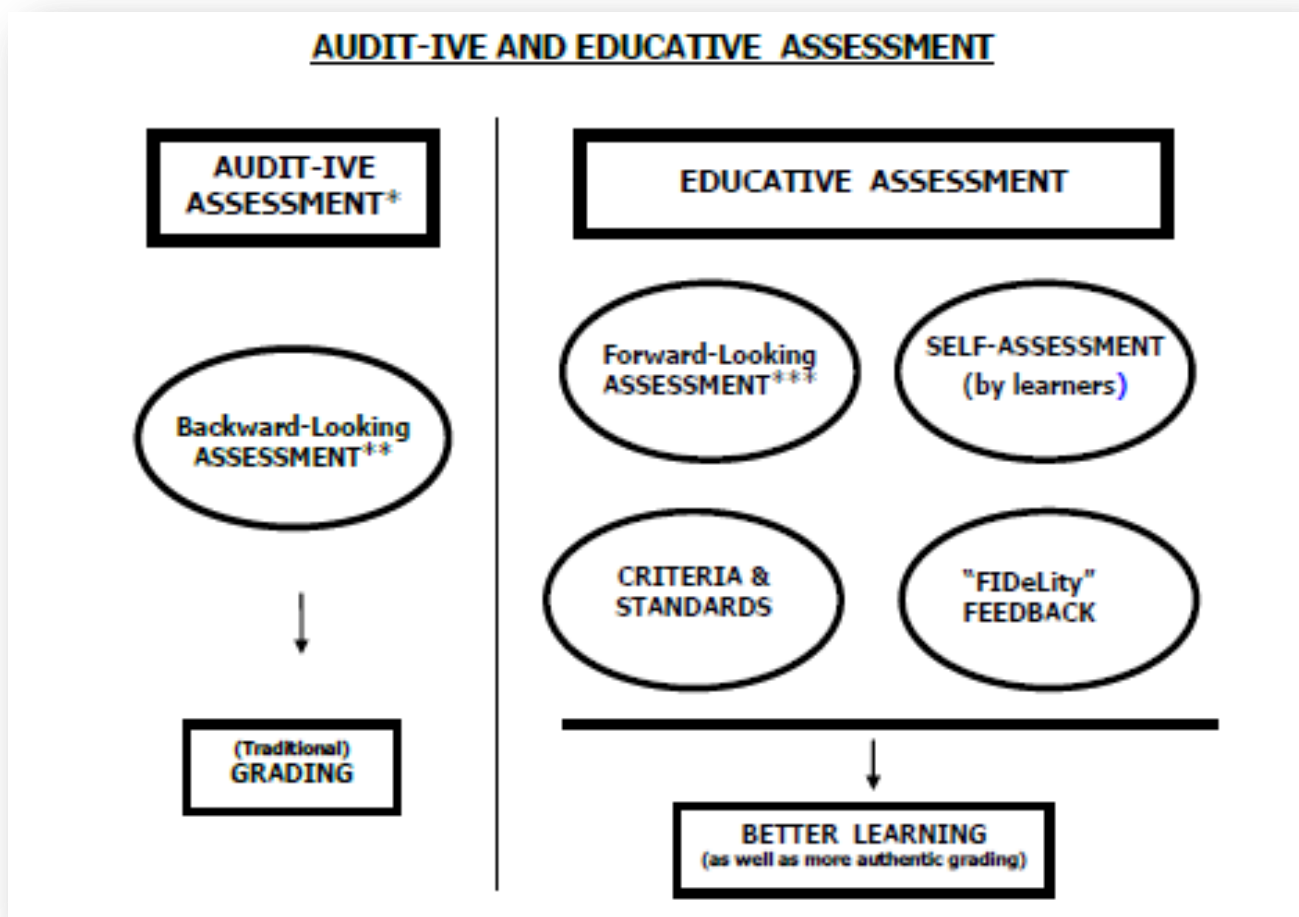 AUDIT-IVE AND EDUCATIVE ASSESSMENT
AUDIT-IVE
ASSESSMENT*
Backward-Looking
ASSESSMENT**
(Traditional)
GRADING
EDUCATIVE ASSESSMENT
Forward-Looking
ASSESSMENT***
SELF-ASSESSMENT
(by learners)
CRITERIA &
STANDARDS
"FIDeLity"
FEEDBACK
BETTER LEARNING
(as well as more authentic grading)